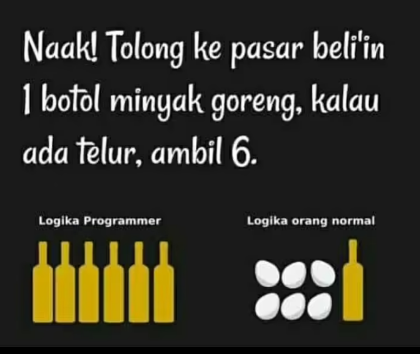 Naak! Tolong ke pasar beli'in
1 botol minyak goreng, kalau
ada telur, ambil 6.
Logika Programmer
Logika orang normal